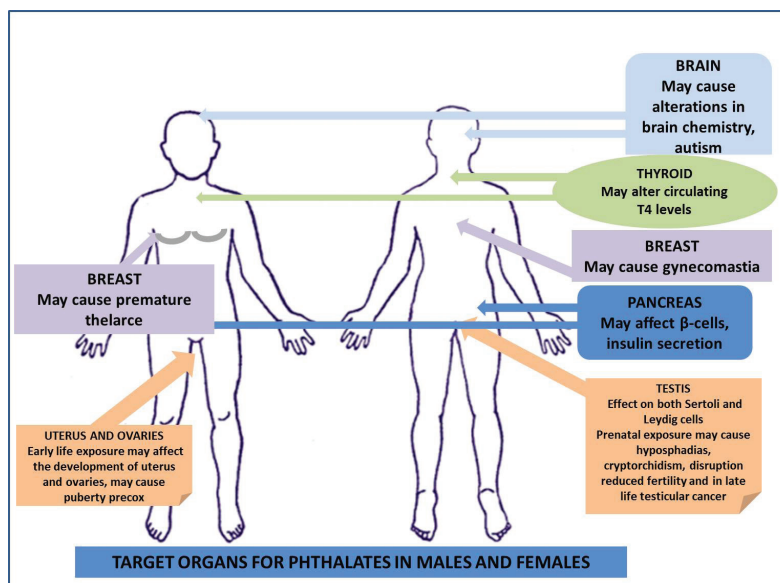 BRAIN
May cause
alterations in
brain chemistry,
autism
THYROID
May alter circulating
T4 levels
BREAST
May cause gynecomastia
BREAST
May cause premature
thelarce
PANCREAS
May affect β-cells,
insulin secretion
UTERUS AND OVARIES
Early life exposure may affect
the development of uterus
and ovaries, may cause
puberty precox
TESTIS
Effect on both Sertoli and
Leydig cells
Prenatal exposure may cause
hyposphadias,
cryptorchidism, disruption
reduced fertility and in late
life testicular cancer
TARGET ORGANS FOR PHTHALATES IN MALES AND FEMALES